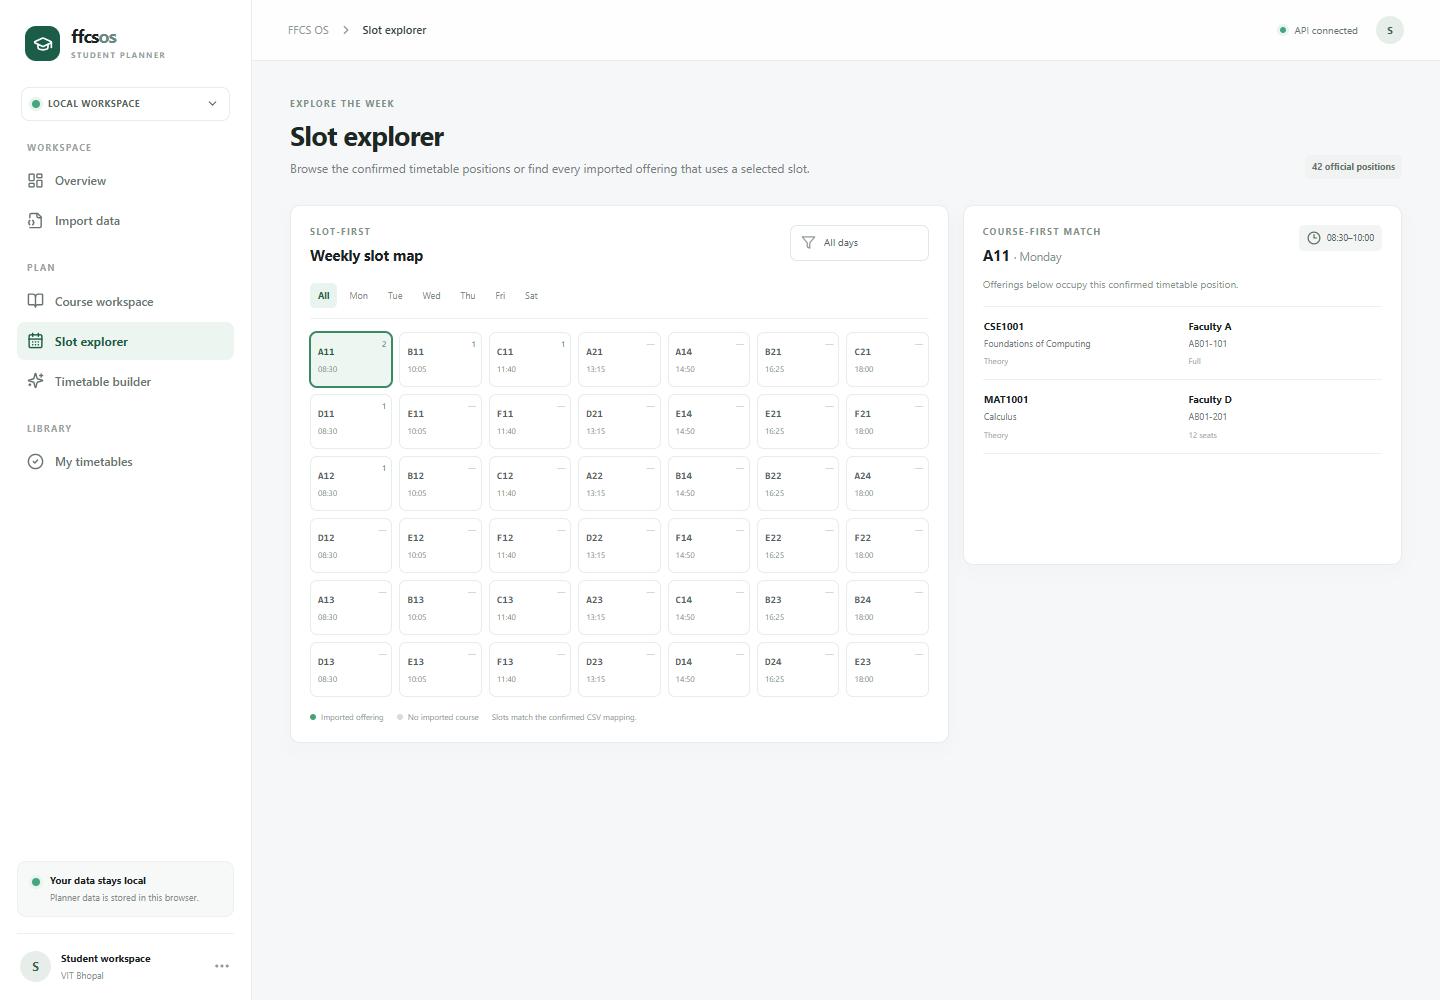 ffcsos
STUDENT PLANNER
LOCAL WORKSPACE
WORKSPACE
Overview
Import data
PLAN
Course workspace
Slot explorer
Timetable builder
LIBRARY
My timetables
Your data stays local
Planner data is stored in this browser.
S
Student workspace
VIT Bhopal
FFCS OS > Slot explorer
API connected
S
EXPLORE THE WEEK
Slot explorer
Browse the confirmed timetable positions or find every imported offering that uses a selected slot.
42 official positions
SLOT-FIRST
Weekly slot map
All days
All Mon Tue Wed Thu Fri Sat
A11 2 B11 1 C11 1 A21 — A14 — B21 — C21 —
08:30 10:05 11:40 13:15 14:50 16:25 18:00
D11 1 E11 — F11 — D21 — E14 — E21 — F21 —
08:30 10:05 11:40 13:15 14:50 16:25 18:00
A12 1 B12 — C12 — A22 — B14 — B22 — A24 —
08:30 10:05 11:40 13:15 14:50 16:25 18:00
D12 — E12 — F12 — D22 — F14 — E22 — F22 —
08:30 10:05 11:40 13:15 14:50 16:25 18:00
A13 — B13 — C13 — A23 — C14 — B23 — B24 —
08:30 10:05 11:40 13:15 14:50 16:25 18:00
D13 — E13 — F13 — D23 — D14 — D24 — E23 —
08:30 10:05 11:40 13:15 14:50 16:25 18:00
Imported offering No imported course Slots match the confirmed CSV mapping.
COURSE-FIRST MATCH
A11 · Monday
08:30–10:00
Offerings below occupy this confirmed timetable position.
CSE1001 Faculty A
Foundations of Computing AB01-101
Theory Full
MAT1001 Faculty D
Calculus AB01-201
Theory 12 seats